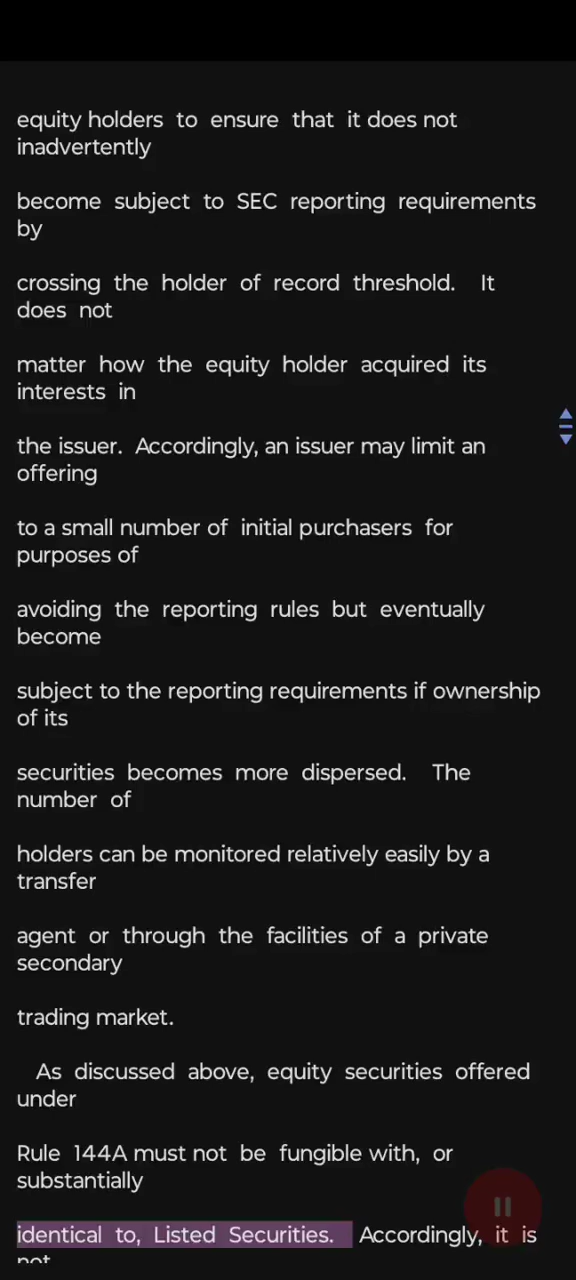 equity holders to ensure that it does not
inadvertently
become subject to SEC reporting requirements
by
crossing the holder of record threshold. It
does not
matter how the equity holder acquired its
interests in
the issuer. Accordingly, an issuer may limit an
offering
to a small number of initial purchasers for
purposes of
avoiding the reporting rules but eventually
become
subject to the reporting requirements if ownership
of its
securities becomes more dispersed. The
number of
holders can be monitored relatively easily by a
transfer
agent or through the facilities of a private
secondary
trading market.
As discussed above, equity securities offered
under
Rule 144A must not be fungible with, or
substantially
identical to, Listed Securities. Accordingly, it is
not